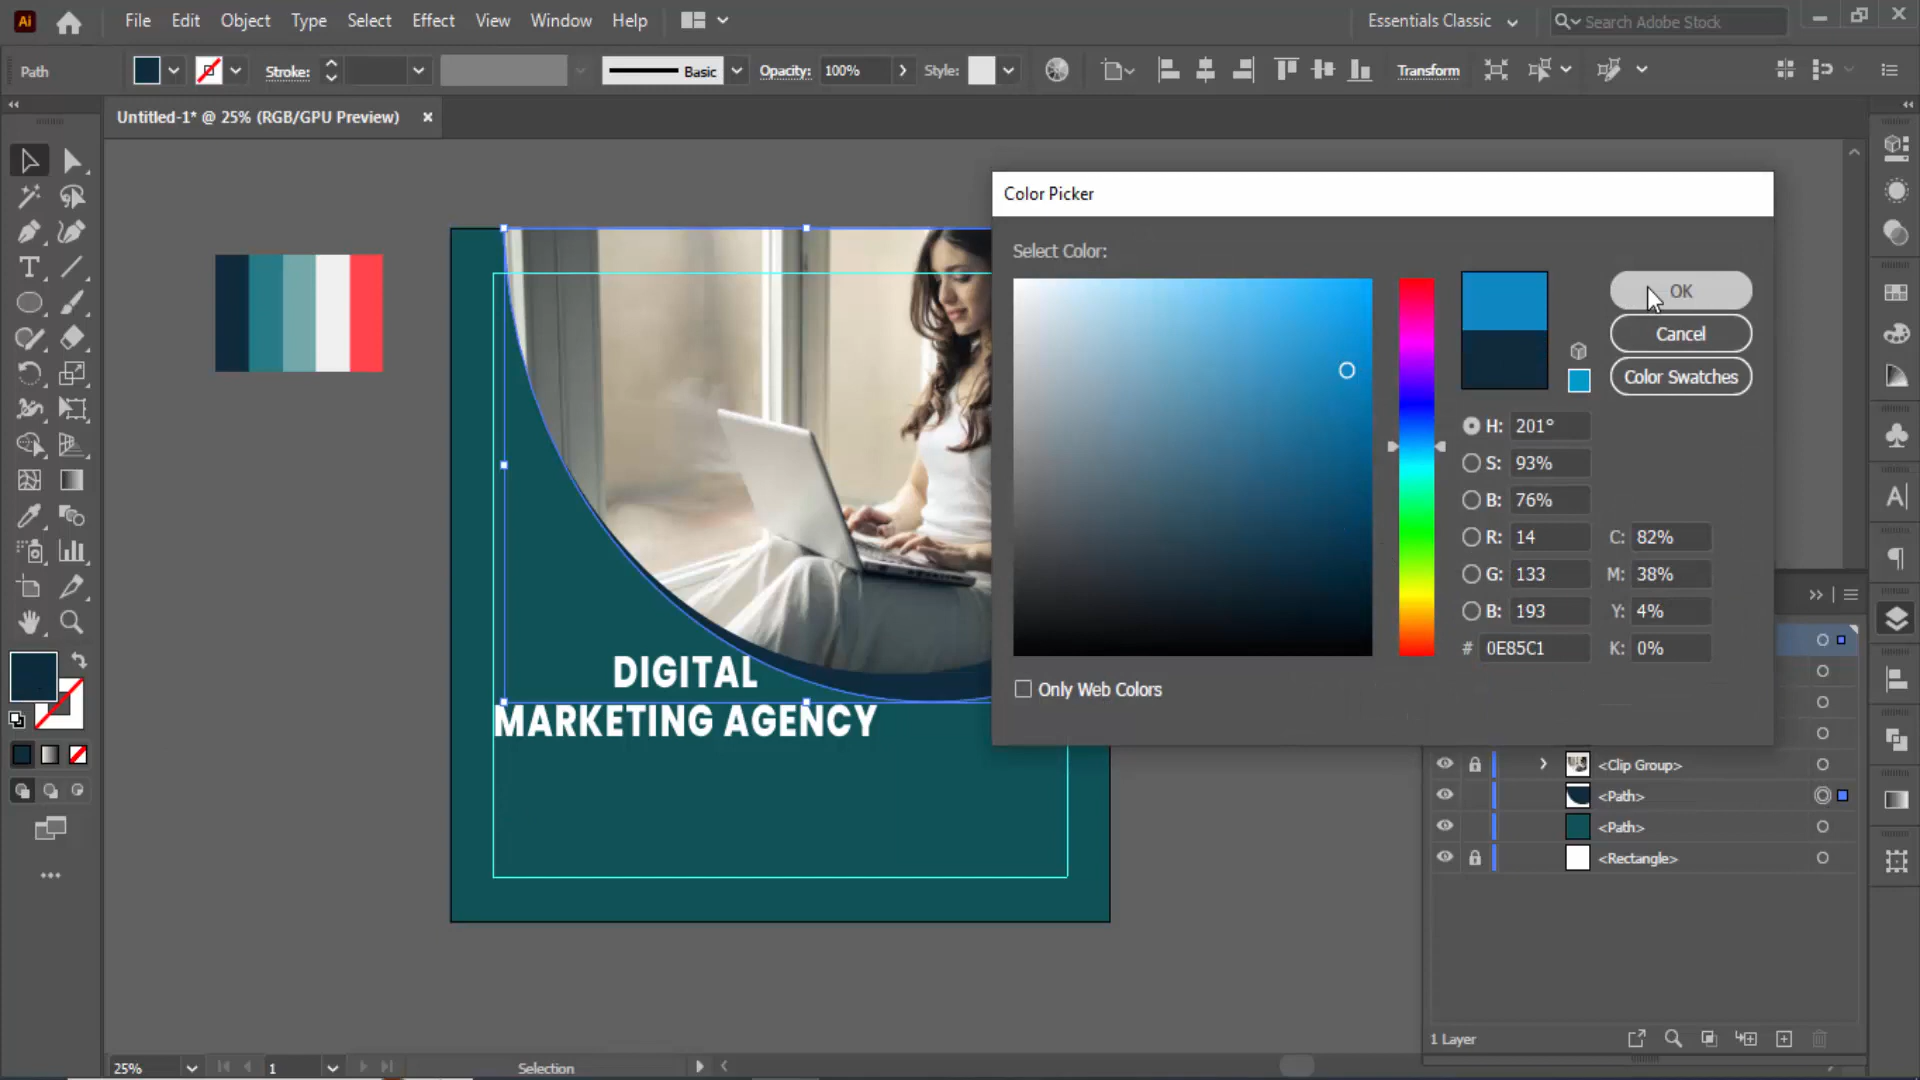 Ai File Edit Object Type Select Effect View Window Help Essentials Classic Search Adobe Stock
Path Stroke: Basic Opacity: 100% Style: Transform
Untitled-1* @ 25% (RGB/GPU Preview) ×
Color Picker
Select Color:
OK
Cancel
Color Swatches
H: 201°
S: 93%
B: 76%
R: 14 C: 82%
G: 133 M: 38%
B: 193 Y: 4%
# 0E85C1 K: 0%
Only Web Colors
DIGITAL
MARKETING AGENCY
<Clip Group>
<Path>
<Path>
<Rectangle>
1 Layer
25% 1 Selection